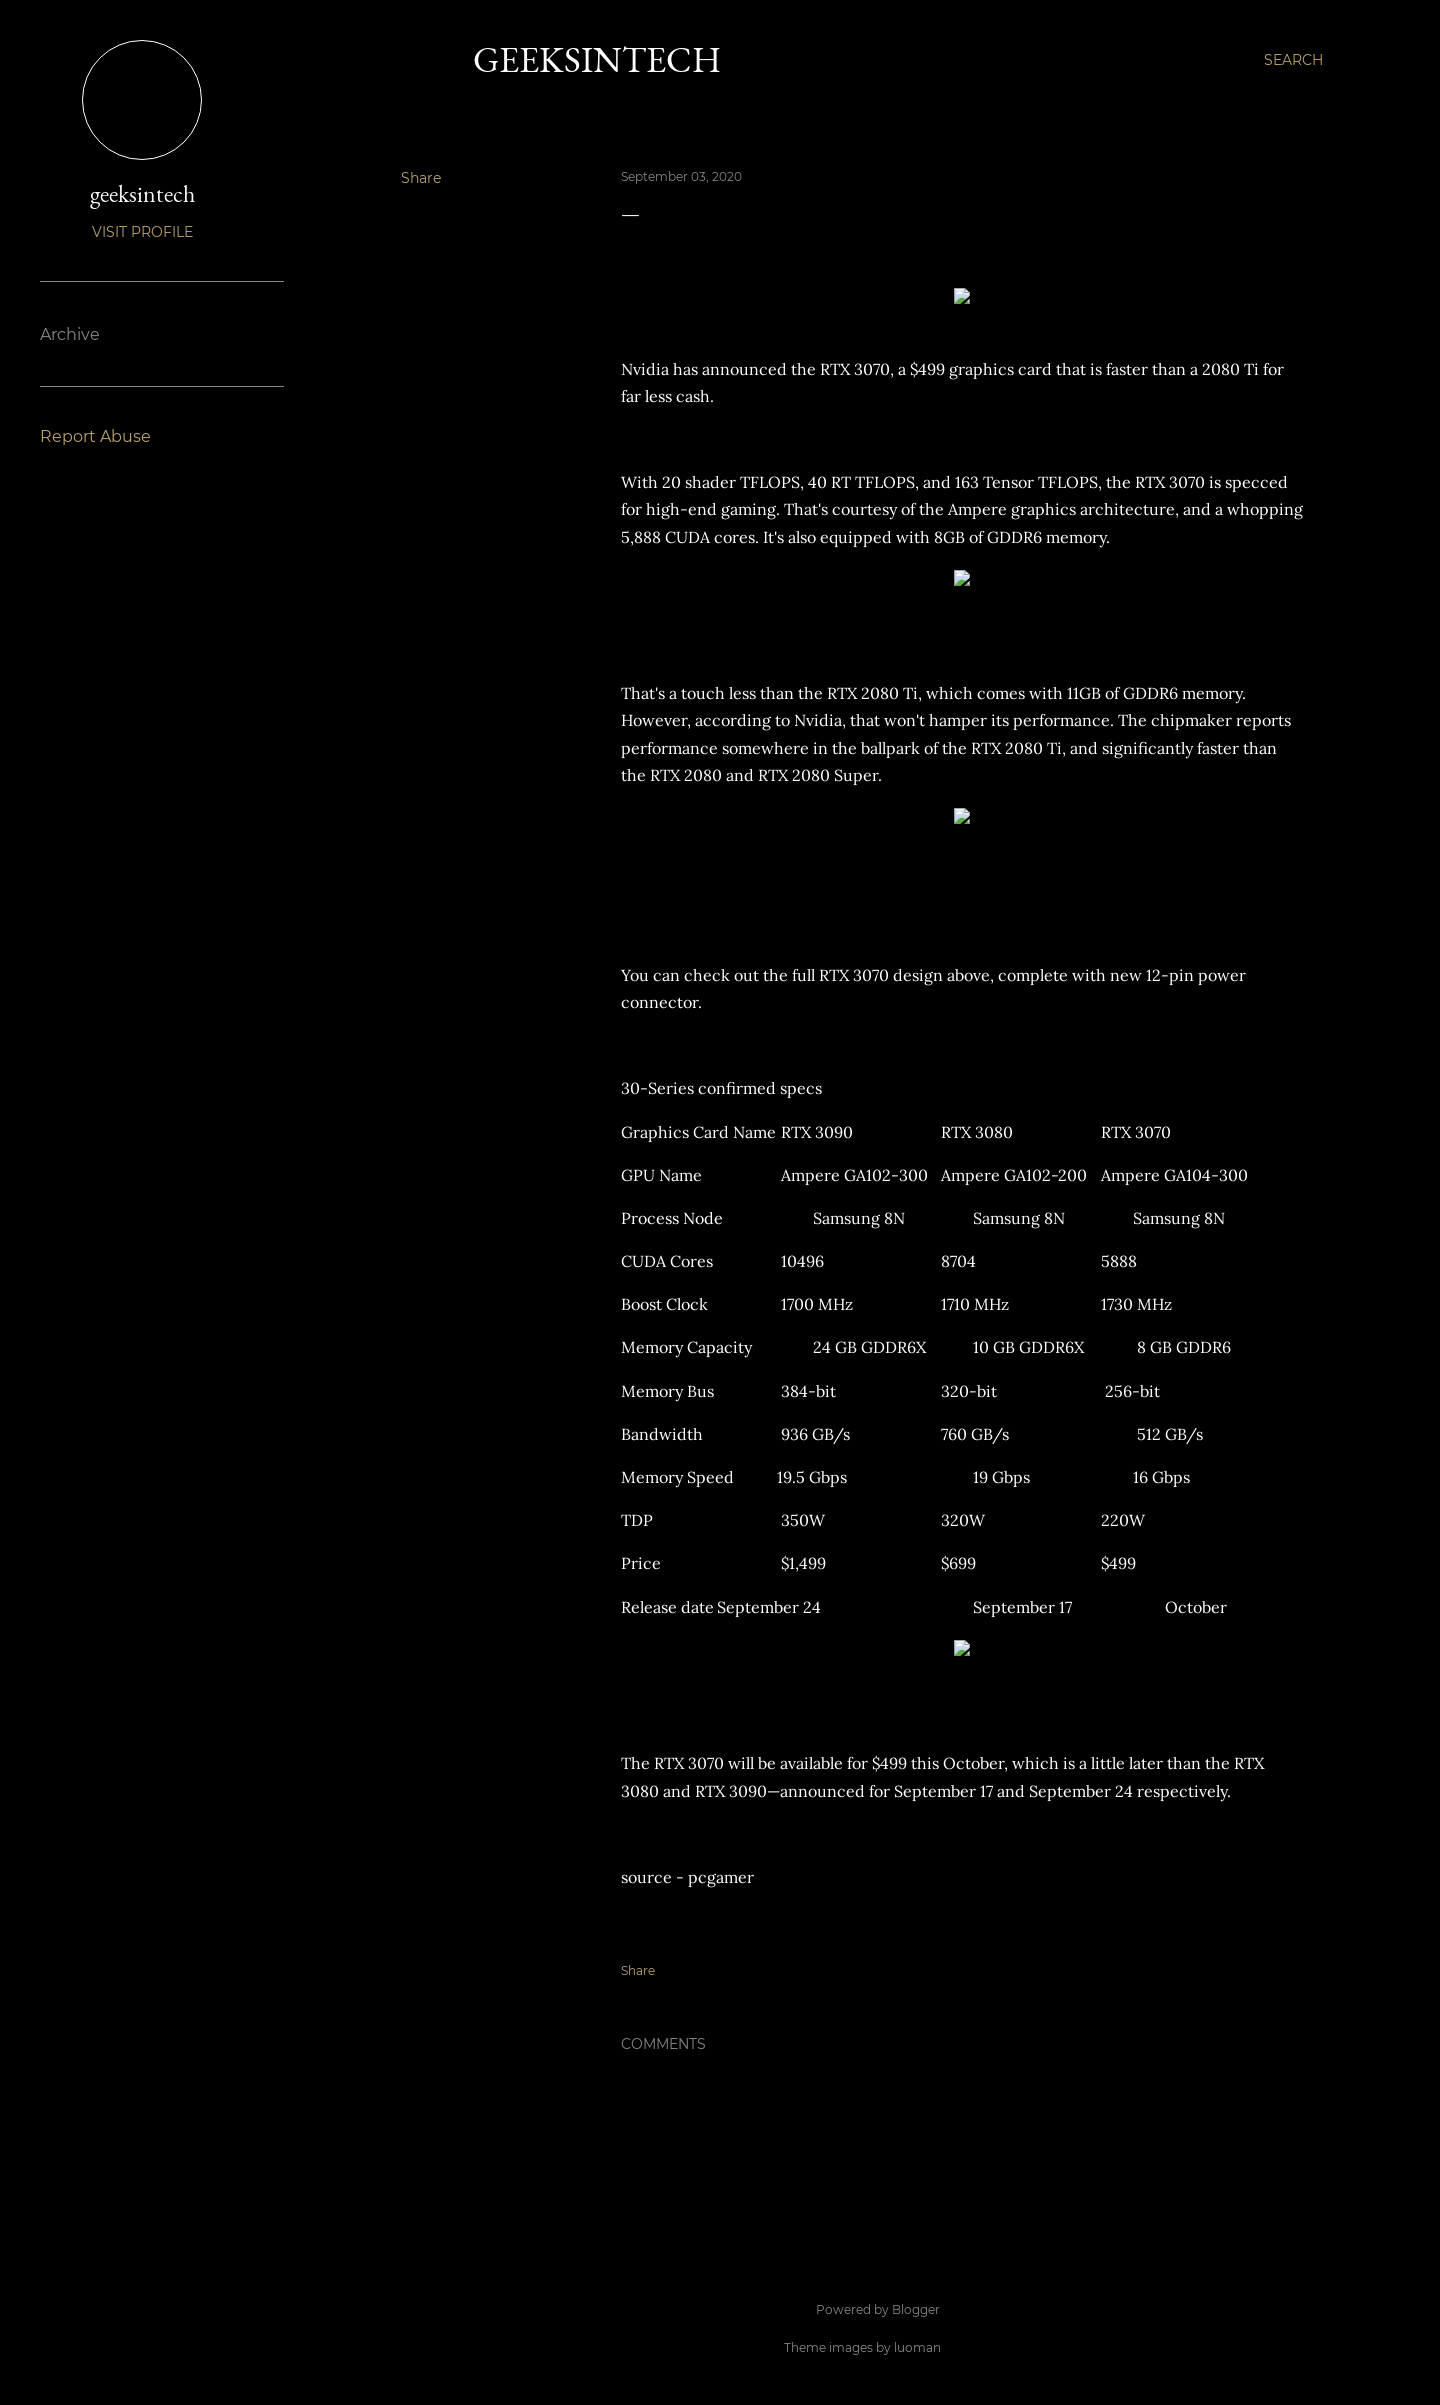 geeksintech
VISIT PROFILE
Archive
Report Abuse
GEEKSINTECH
SEARCH
Share
September 03, 2020
Nvidia has announced the RTX 3070, a $499 graphics card that is faster than a 2080 Ti for
far less cash.
With 20 shader TFLOPS, 40 RT TFLOPS, and 163 Tensor TFLOPS, the RTX 3070 is specced
for high-end gaming. That's courtesy of the Ampere graphics architecture, and a whopping
5,888 CUDA cores. It's also equipped with 8GB of GDDR6 memory.
That's a touch less than the RTX 2080 Ti, which comes with 11GB of GDDR6 memory.
However, according to Nvidia, that won't hamper its performance. The chipmaker reports
performance somewhere in the ballpark of the RTX 2080 Ti, and significantly faster than
the RTX 2080 and RTX 2080 Super.
You can check out the full RTX 3070 design above, complete with new 12-pin power
connector.
30-Series confirmed specs
Graphics Card Name RTX 3090 RTX 3080 RTX 3070
GPU Name Ampere GA102-300 Ampere GA102-200 Ampere GA104-300
Process Node Samsung 8N Samsung 8N Samsung 8N
CUDA Cores 10496 8704 5888
Boost Clock 1700 MHz 1710 MHz 1730 MHz
Memory Capacity 24 GB GDDR6X 10 GB GDDR6X 8 GB GDDR6
Memory Bus 384-bit 320-bit 256-bit
Bandwidth 936 GB/s 760 GB/s 512 GB/s
Memory Speed 19.5 Gbps 19 Gbps 16 Gbps
TDP 350W 320W 220W
Price $1,499 $699 $499
Release date September 24 September 17 October
The RTX 3070 will be available for $499 this October, which is a little later than the RTX
3080 and RTX 3090—announced for September 17 and September 24 respectively.
source - pcgamer
Share
COMMENTS
Powered by Blogger
Theme images by luoman